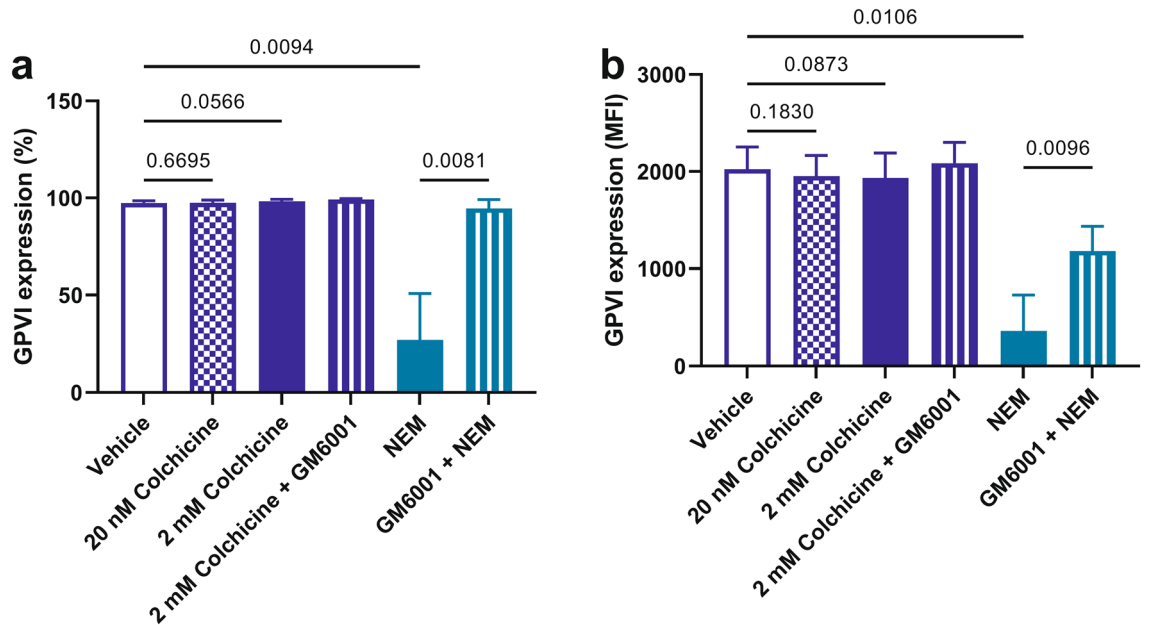 a
0.0094
0.0566
0.6695
0.0081
GPVI expression (%)
150
100
50
0
Vehicle
20 nM Colchicine
2 mM Colchicine
2 mM Colchicine + GM6001
NEM
GM6001 + NEM
b
0.0106
0.0873
0.1830
0.0096
GPVI expression (MFI)
3000
2000
1000
0
Vehicle
20 nM Colchicine
2 mM Colchicine
2 mM Colchicine + GM6001
NEM
GM6001 + NEM